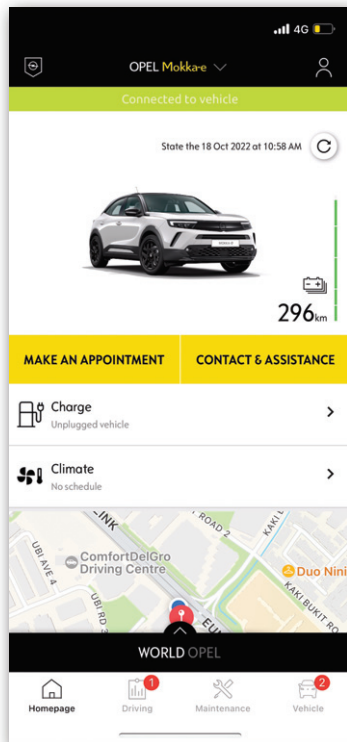 4G
OPEL Mokka-e
Connected to vehicle
State the 18 Oct 2022 at 10:58 AM
296km
MAKE AN APPOINTMENT
CONTACT & ASSISTANCE
Charge
Unplugged vehicle
Climate
No schedule
LINK
ROAD 2
KAKI
UBI AVE 4
ComfortDelGro
Driving Centre
Duo Nini
UBI RD
KAKI BUKIT RO
EU
WORLD OPEL
1
2
Homepage
Driving
Maintenance
Vehicle